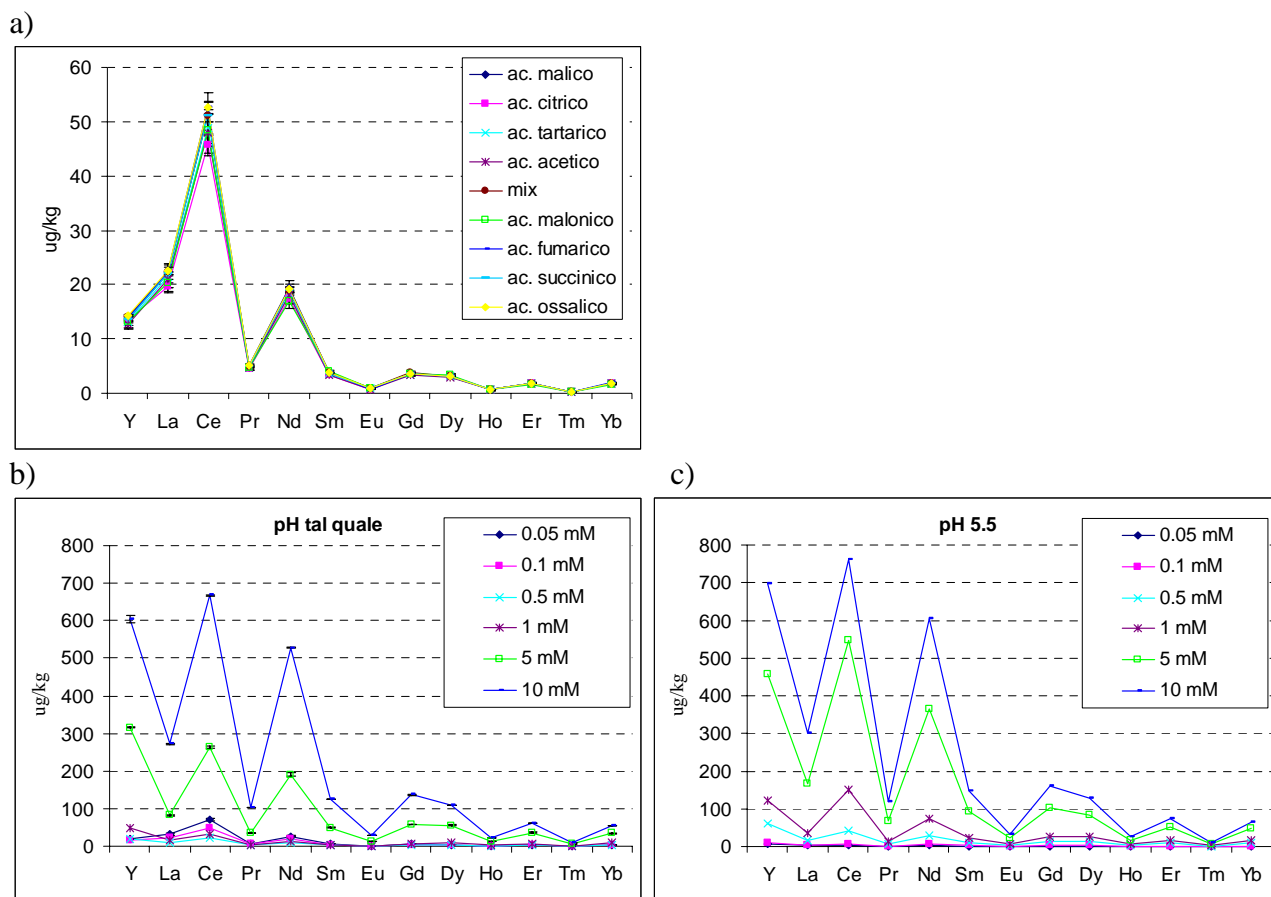 a)
60
50
40
30
20
10
0
ug/kg
ac. malico
ac. citrico
ac. tartarico
ac. acetico
mix
ac. malonico
ac. fumarico
ac. succinico
ac. ossalico
Y La Ce Pr Nd Sm Eu Gd Dy Ho Er Tm Yb
b)
pH tal quale
800
700
600
500
400
300
200
100
0
ug/kg
0.05 mM
0.1 mM
0.5 mM
1 mM
5 mM
10 mM
Y La Ce Pr Nd Sm Eu Gd Dy Ho Er Tm Yb
c)
pH 5.5
800
700
600
500
400
300
200
100
0
ug/kg
0.05 mM
0.1 mM
0.5 mM
1 mM
5 mM
10 mM
Y La Ce Pr Nd Sm Eu Gd Dy Ho Er Tm Yb